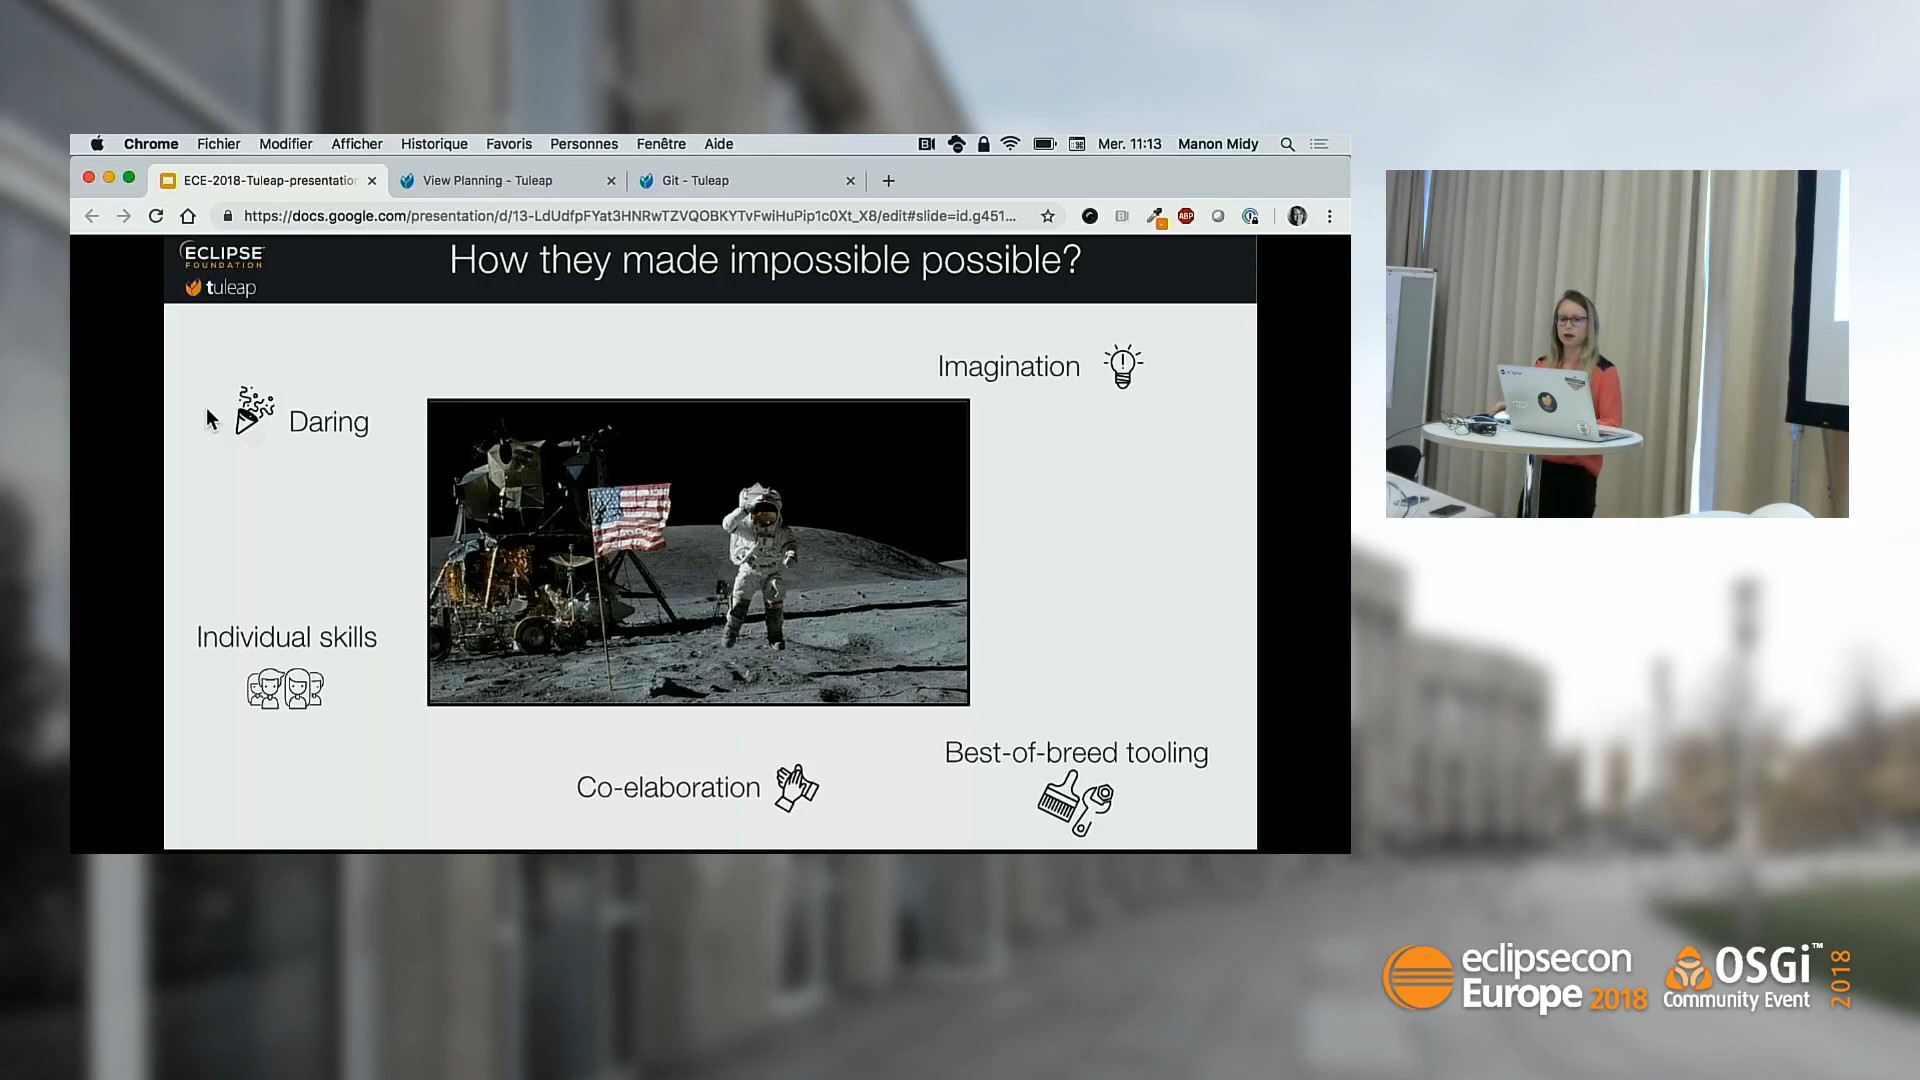 Chrome Fichier Modifier Afficher Historique Favoris Personnes Fenêtre Aide Mer. 11:13 Manon Midy
ECE-2018-Tuleap-presentation View Planning - Tuleap Git - Tuleap
https://docs.google.com/presentation/d/13-LdUdfpFYat3HNRwTZVQOBKYTvFwiHuPip1c0Xt_X8/edit#slide=id.g451...
ABP
ECLIPSE
FOUNDATION
tuleap
How they made impossible possible?
Imagination
Daring
Individual skills
Best-of-breed tooling
Co-elaboration
eclipsecon
Europe 2018
OSGi™
Community Event
2018